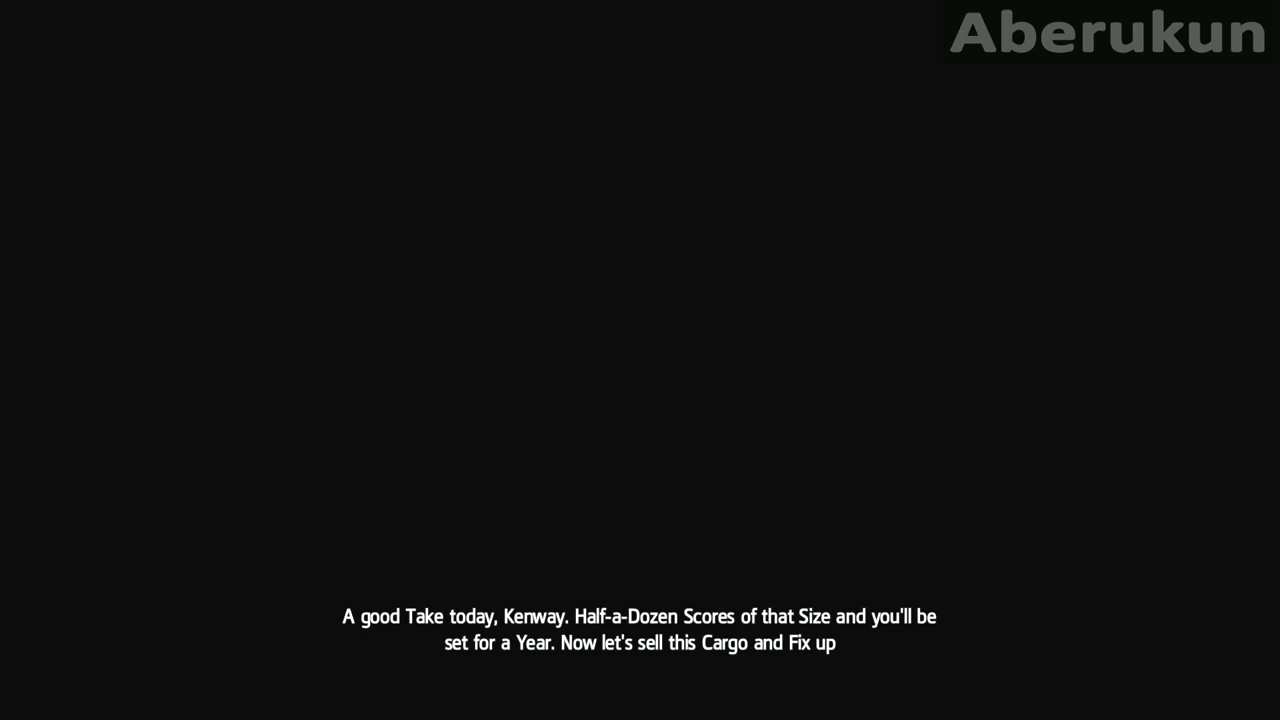 Aberukun
A good Take today, Kenway. Half-a-Dozen Scores of that Size and you'll be
set for a Year. Now let's sell this Cargo and Fix up